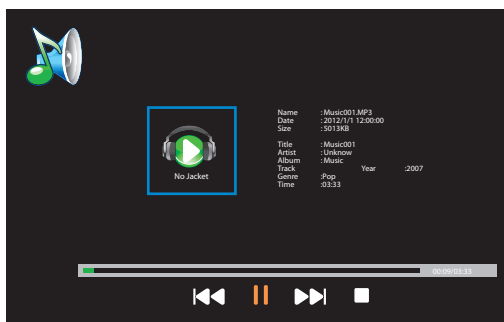 Name : Music001.MP3
Date : 2012/1/1 12:00:00
Size : 5013KB
Title : Music001
Artist : Unknow
Album : Music
Track Year :2007
Genre :Pop
Time :03:33
No Jacket
00:09/03:33